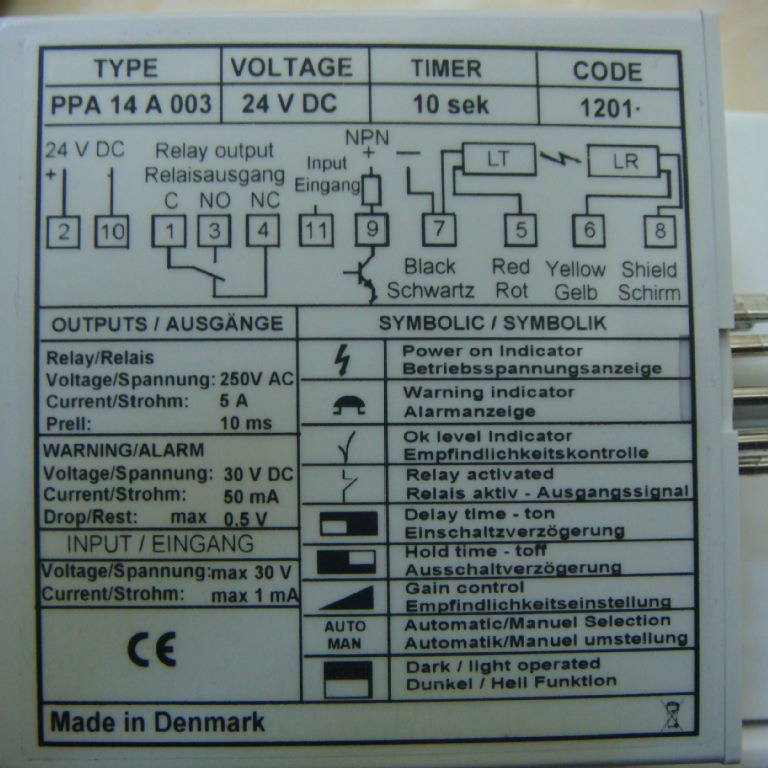 TYPE VOLTAGE TIMER CODE
PPA 14 A 003 24 V DC 10 sek 1201·
24 V DC Relay output Input NPN
Relaisausgang Eingang
+ C NO NC + —
LT LR
2 10 1 3 4 11 9 7 5 6 8
Black Red Yellow Shield
Schwartz Rot Gelb Schirm
OUTPUTS / AUSGÄNGE
Relay/Relais
Voltage/Spannung: 250V AC
Current/Strohm: 5 A
Prell: 10 ms
WARNING/ALARM
Voltage/Spannung: 30 V DC
Current/Strohm: 50 mA
Drop/Rest: max 0.5 V
INPUT / EINGANG
Voltage/Spannung:max 30 V
Current/Strohm: max 1 mA
CE
SYMBOLIC / SYMBOLIK
Power on Indicator
Betriebsspannungsanzeige
Warning indicator
Alarmanzeige
Ok level Indicator
Empfindlichkeitskontrolle
Relay activated
Relais aktiv - Ausgangssignal
Delay time - ton
Einschaltzverzögerung
Hold time - toff
Ausschaltverzögerung
Gain control
Empfindlichkeitseinstellung
AUTO Automatic/Manuel Selection
MAN Automatik/Manuel umstellung
Dark / light operated
Dunkel / Hell Funktion
Made in Denmark